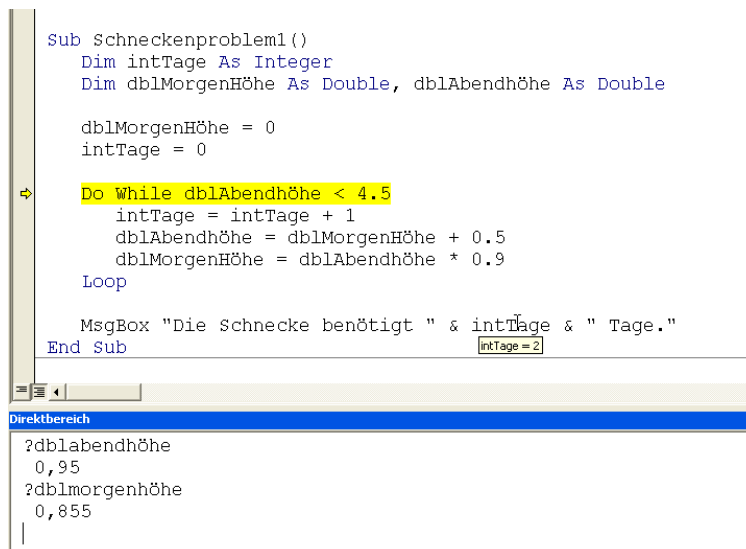 Sub Schneckenproblem1()
Dim intTage As Integer
Dim dblMorgenHöhe As Double, dblAbendhöhe As Double
dblMorgenHöhe = 0
intTage = 0
Do While dblAbendhöhe < 4.5
intTage = intTage + 1
dblAbendhöhe = dblMorgenHöhe + 0.5
dblMorgenHöhe = dblAbendhöhe * 0.9
Loop
MsgBox "Die Schnecke benötigt " & intTage & " Tage."
End Sub
intTage = 2
Direktbereich
?dblabendhöhe
0,95
?dblmorgenhöhe
0,855